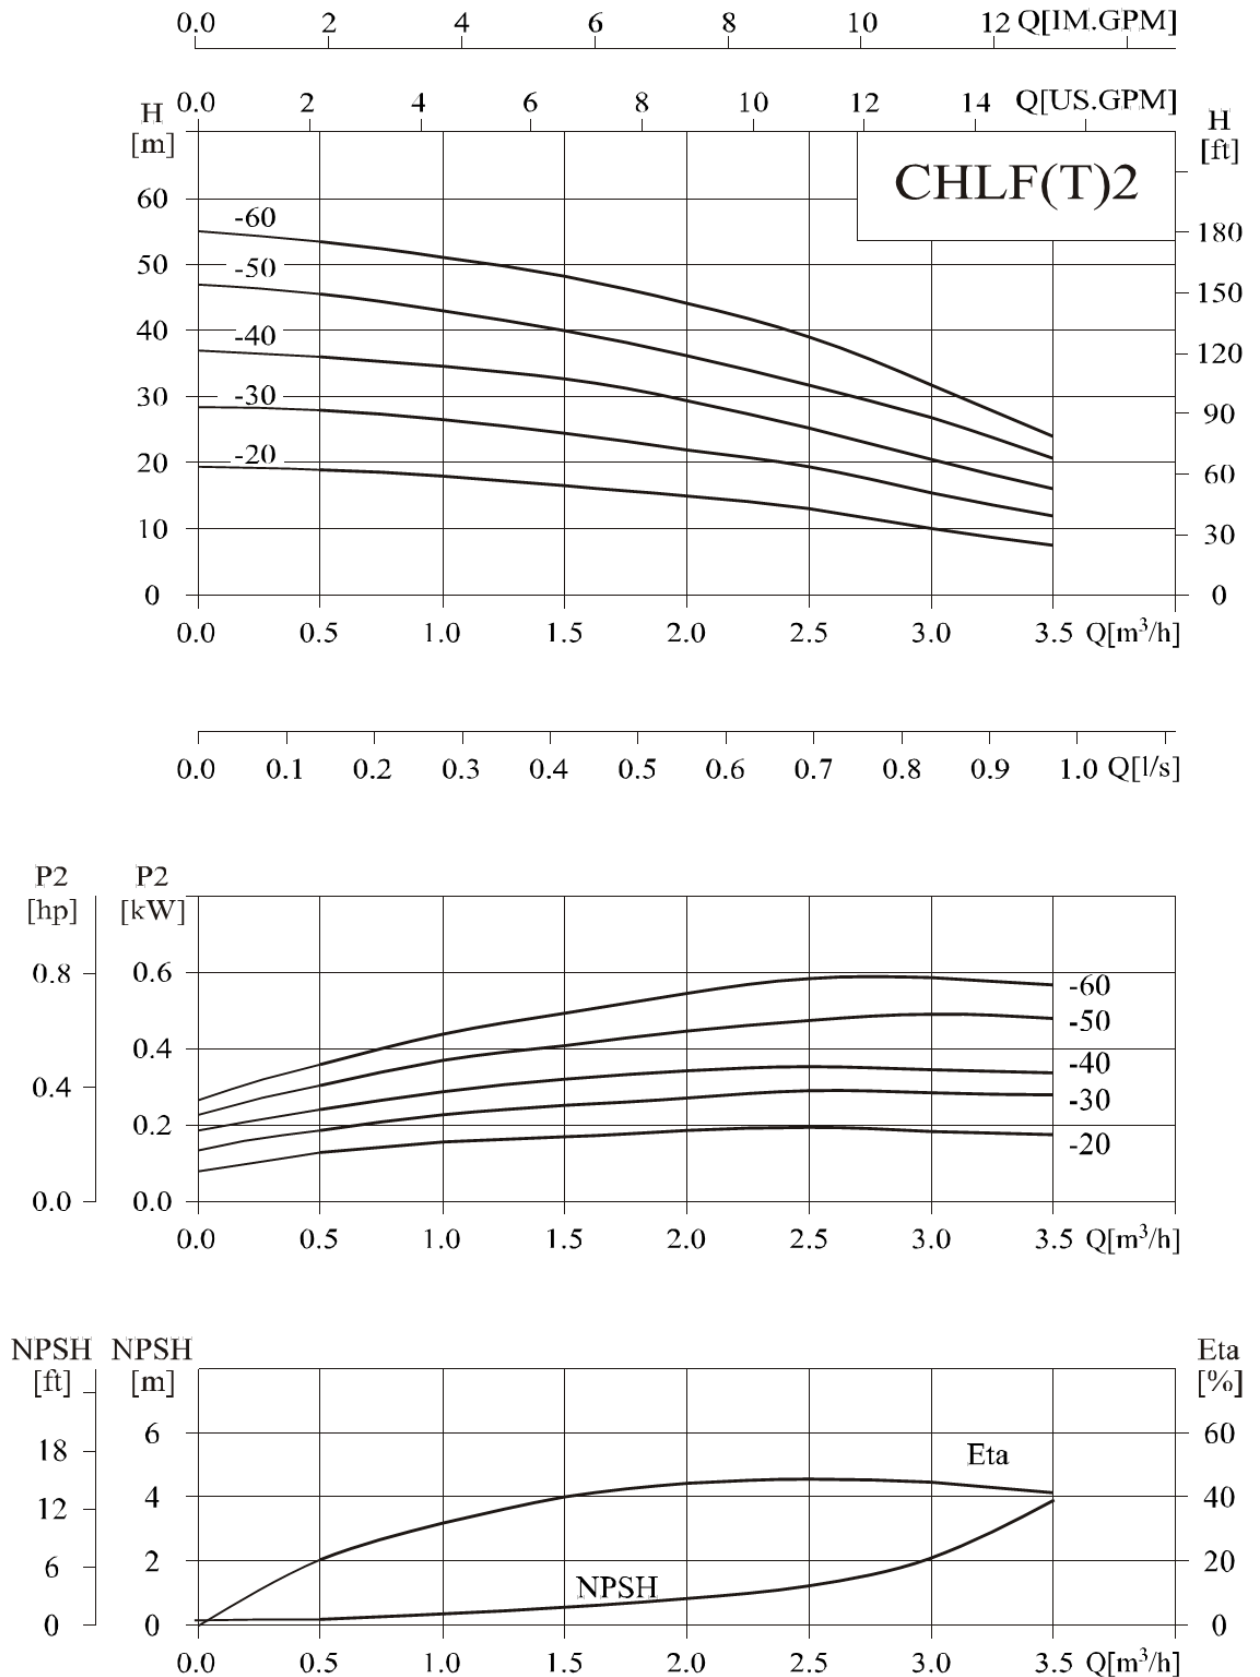 0.0 2 4 6 8 10 12 Q[IM.GPM]
0.0 2 4 6 8 10 12 14 Q[US.GPM]
H
[m]
H
[ft]
CHLF(T)2
60
50
40
30
20
10
0
-60
-50
-40
-30
-20
180
150
120
90
60
30
0
0.0 0.5 1.0 1.5 2.0 2.5 3.0 3.5 Q[m³/h]
0.0 0.1 0.2 0.3 0.4 0.5 0.6 0.7 0.8 0.9 1.0 Q[l/s]
P2
[hp]
P2
[kW]
0.8
0.4
0.0
0.6
0.4
0.2
0.0
-60
-50
-40
-30
-20
0.0 0.5 1.0 1.5 2.0 2.5 3.0 3.5 Q[m³/h]
NPSH
[ft]
NPSH
[m]
Eta
[%]
18
12
6
0
6
4
2
0
Eta
NPSH
60
40
20
0
0.0 0.5 1.0 1.5 2.0 2.5 3.0 3.5 Q[m³/h]